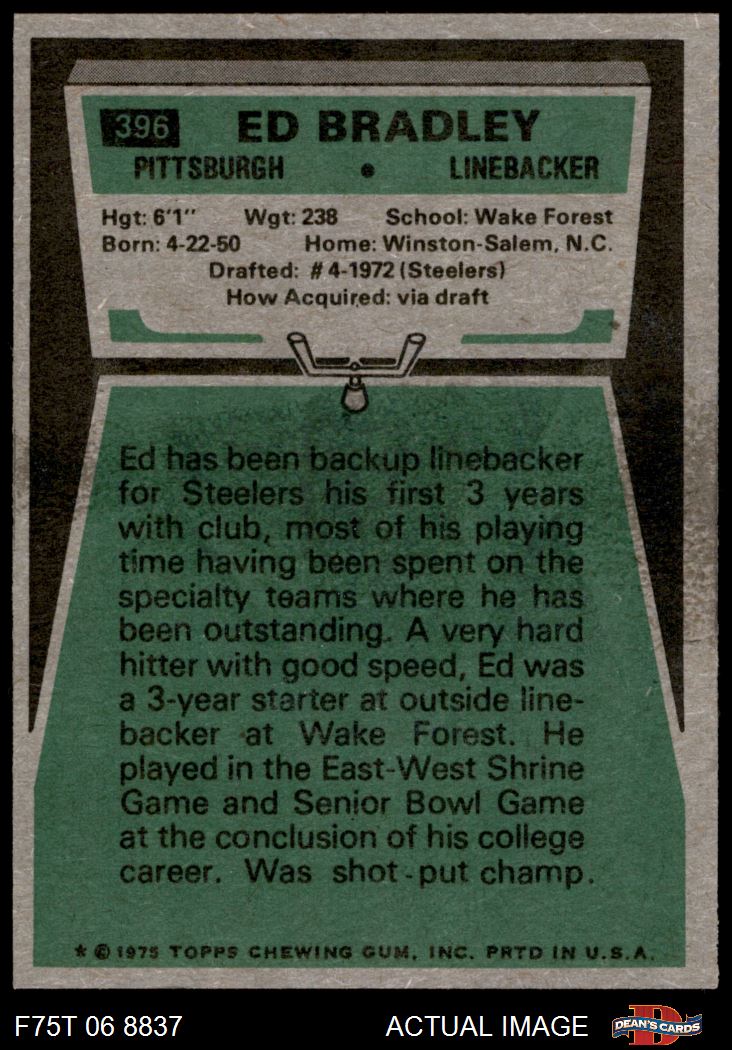 396 ED BRADLEY
PITTSBURGH • LINEBACKER
Hgt: 6'1" Wgt: 238 School: Wake Forest
Born: 4-22-50 Home: Winston-Salem, N.C.
Drafted: #4-1972 (Steelers)
How Acquired: via draft
Ed has been backup linebacker
for Steelers his first 3 years
with club, most of his playing
time having been spent on the
specialty teams where he has
been outstanding. A very hard
hitter with good speed, Ed was
a 3-year starter at outside line-
backer at Wake Forest. He
played in the East-West Shrine
Game and Senior Bowl Game
at the conclusion of his college
career. Was shot-put champ.
* © 1975 TOPPS CHEWING GUM, INC. PRTD IN U.S.A.
F75T 06 8837 ACTUAL IMAGE D DEAN'S CARDS